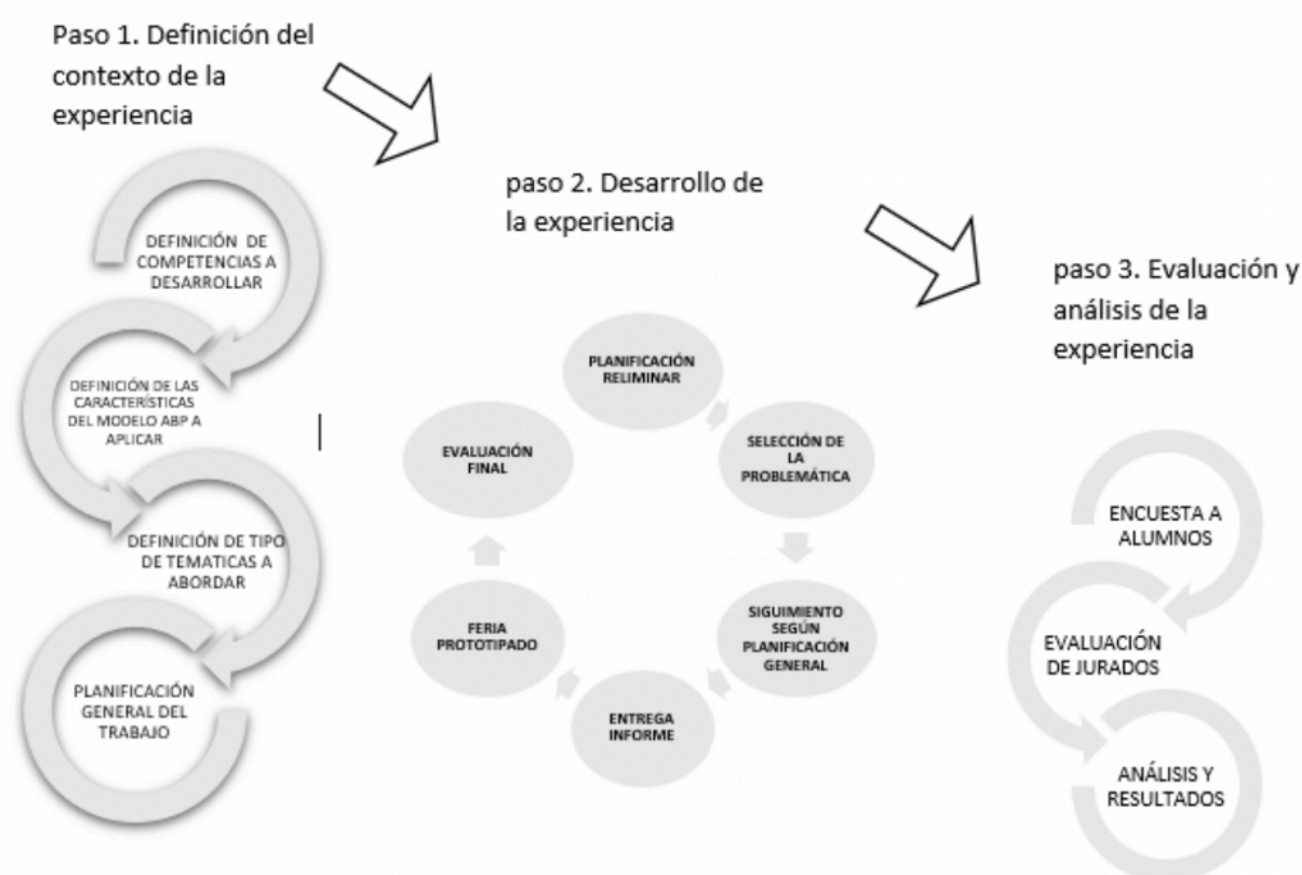 Paso 1. Definición del
contexto de la
experiencia
DEFINICIÓN DE
COMPETENCIAS A
DESARROLLAR
DEFINICIÓN DE LAS
CARACTERÍSTICAS
DEL MODELO ABP A
APLICAR
DEFINICIÓN DE TIPO
DE TEMATICAS A
ABORDAR
PLANIFICACIÓN
GENERAL DEL
TRABAJO
paso 2. Desarrollo de
la experiencia
PLANIFICACIÓN
RELIMINAR
SELECCIÓN DE
LA
PROBLEMÁTICA
SIGUIMIENTO
SEGÚN
PLANIFICACIÓN
GENERAL
ENTREGA
INFORME
FERIA
PROTOTIPADO
EVALUACIÓN
FINAL
paso 3. Evaluación y
análisis de la
experiencia
ENCUESTA A
ALUMNOS
EVALUACIÓN
DE JURADOS
ANÁLISIS Y
RESULTADOS